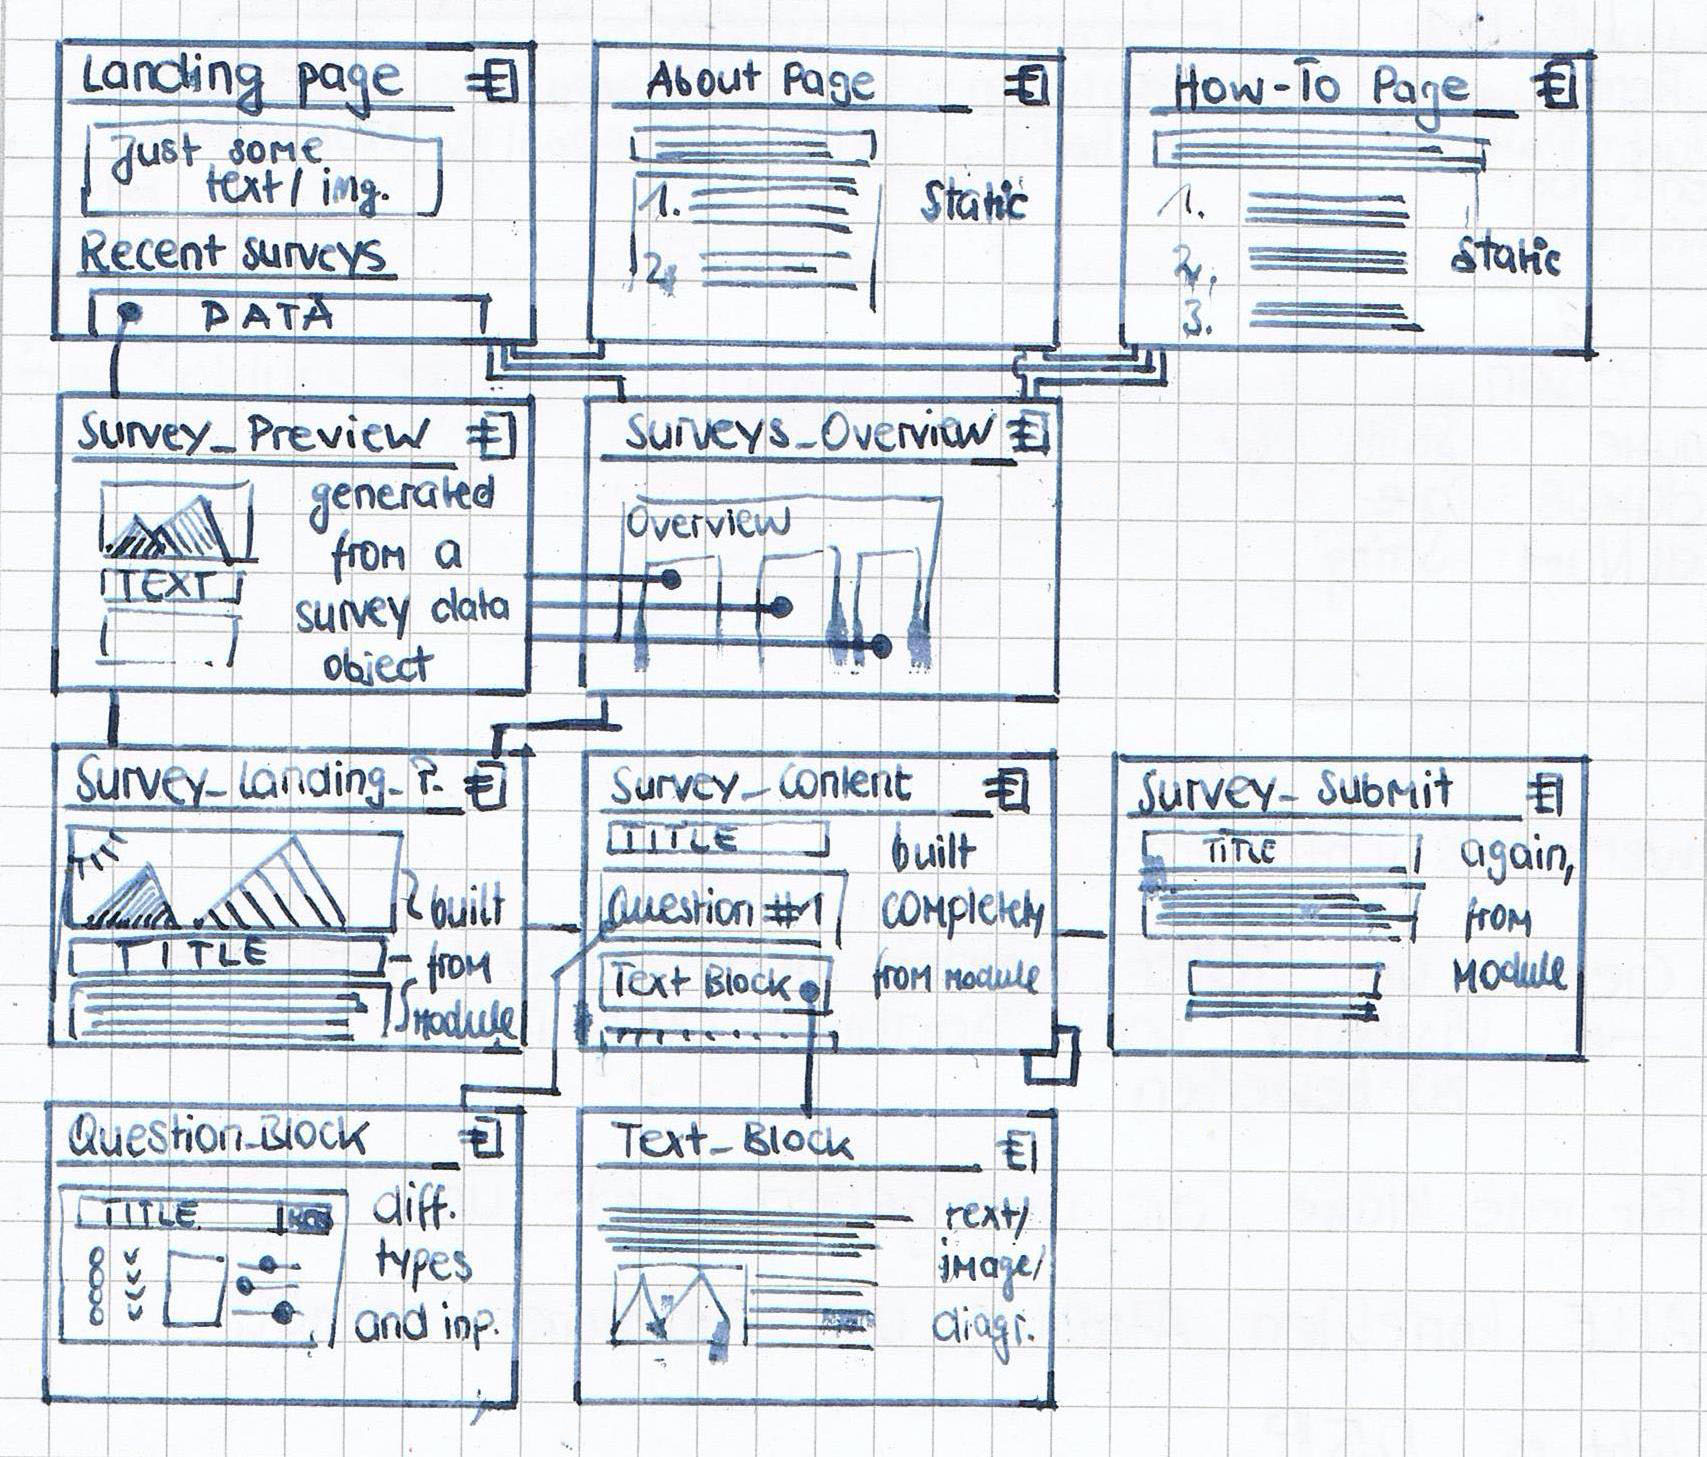 Landing page
Just some
text/ img.
Recent surveys
DATA
About Page
1.
2.
Static
How-To Page
1.
2.
3.
Static
Survey_Preview
TEXT
generated
from a
survey data
object
Surveys_Overview
Overview
Survey_Landing_P.
TITLE
built
from
Module
Survey_Content
TITLE
Question #1
Text Block
built
completely
from module
Survey_Submit
TITLE
again,
from
Module
Question_Block
TITLE
diff.
types
and inp.
Text_Block
text/
image/
diagr.